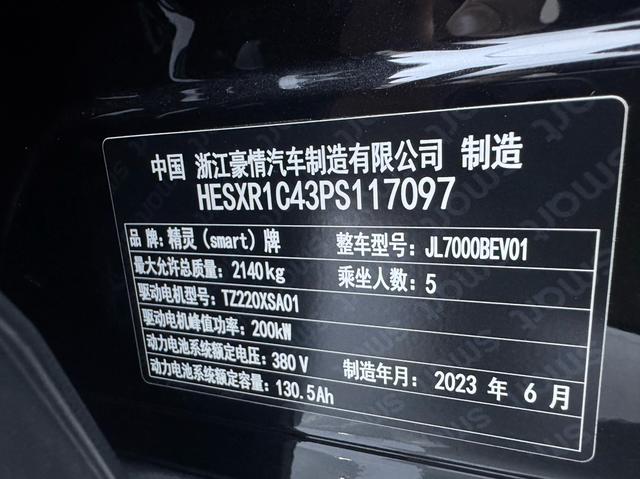 中国 浙江豪情汽车制造有限公司 制造
HESXR1C43PS117097
品 牌: 精灵 (smart) 牌 整车型号: JL7000BEV01
最大允许总质量: 2140kg 乘坐人数: 5
驱动电机型号: TZ220XSA01
驱动电机峰值功率: 200kW
动力电池系统额定电压: 380 V 制造年月: 2023 年 6 月
动力电池系统额定容量: 130.5Ah